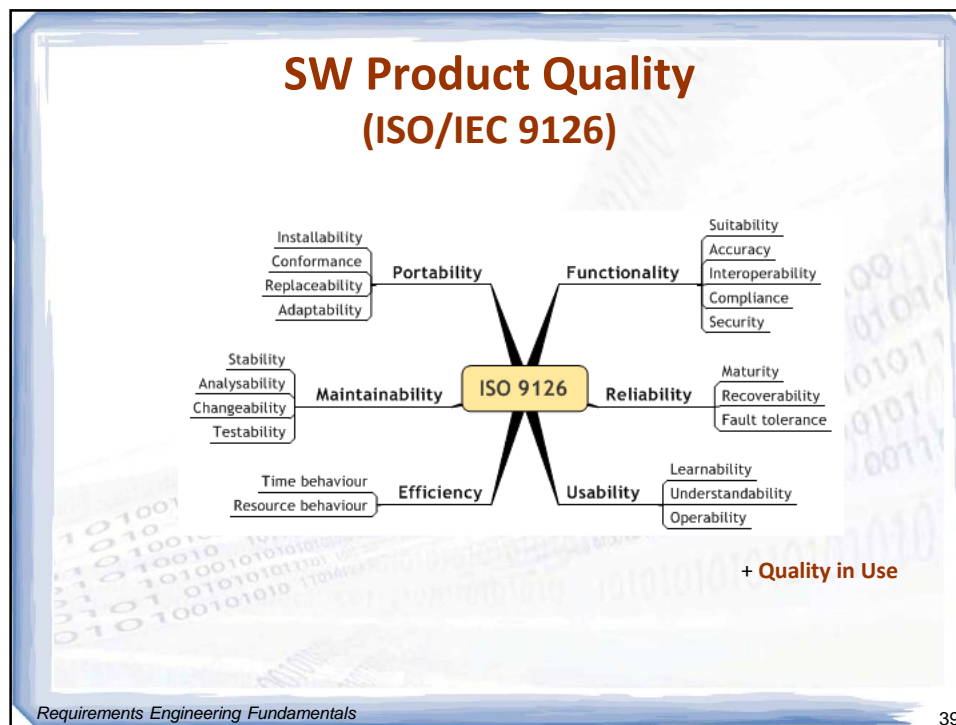 SW Product Quality
(ISO/IEC 9126)
Installability
Conformance
Replaceability
Adaptability
Portability
Functionality
Suitability
Accuracy
Interoperability
Compliance
Security
Stability
Analysability
Changeability
Testability
Maintainability
ISO 9126
Reliability
Maturity
Recoverability
Fault tolerance
Time behaviour
Resource behaviour
Efficiency
Usability
Learnability
Understandability
Operability
+ Quality in Use
Requirements Engineering Fundamentals
39